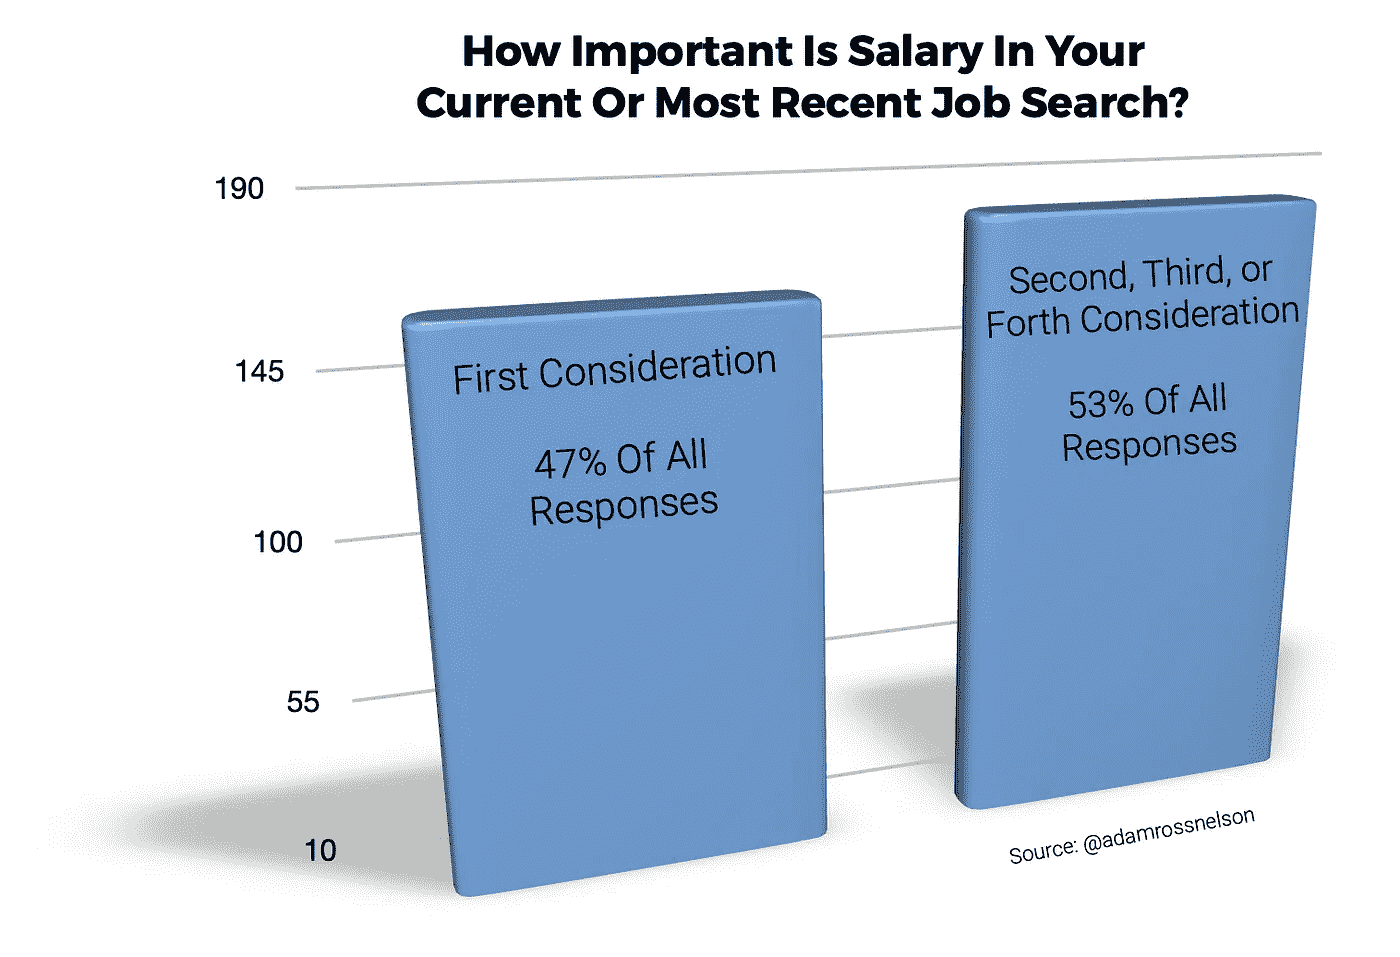 How Important Is Salary In Your
Current Or Most Recent Job Search?
190
145
100
55
10
First Consideration
47% Of All
Responses
Second, Third, or
Forth Consideration
53% Of All
Responses
Source: @adamrossnelson